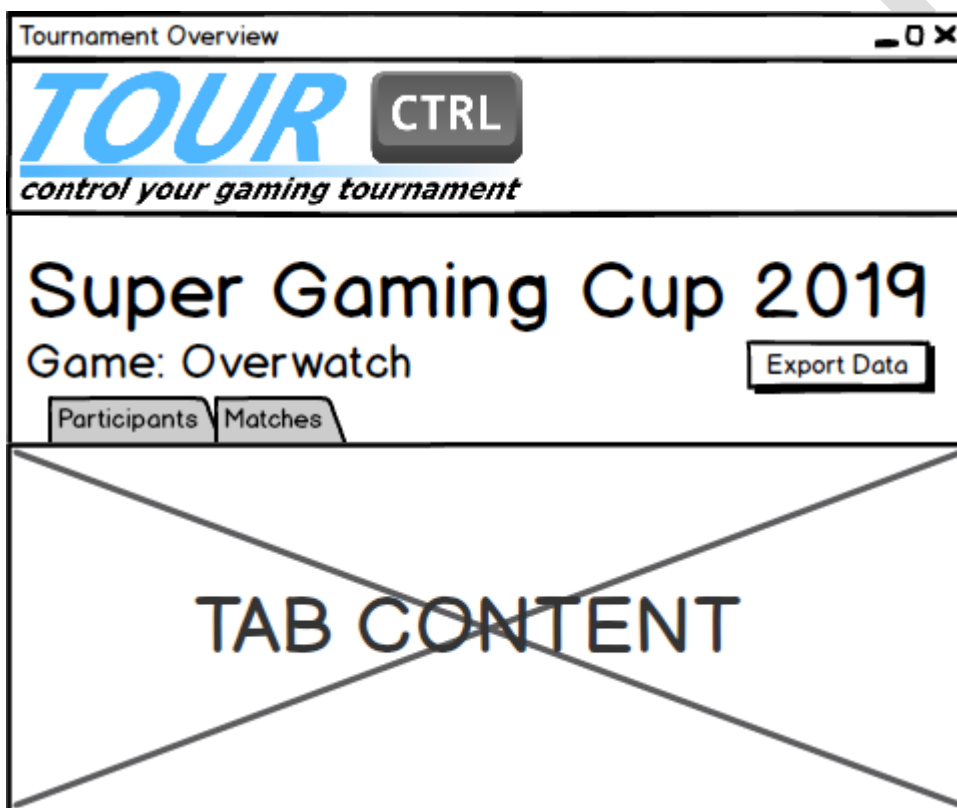 Tournament Overview
TOUR CTRL
control your gaming tournament
Super Gaming Cup 2019
Game: Overwatch
Export Data
Participants Matches
TAB CONTENT